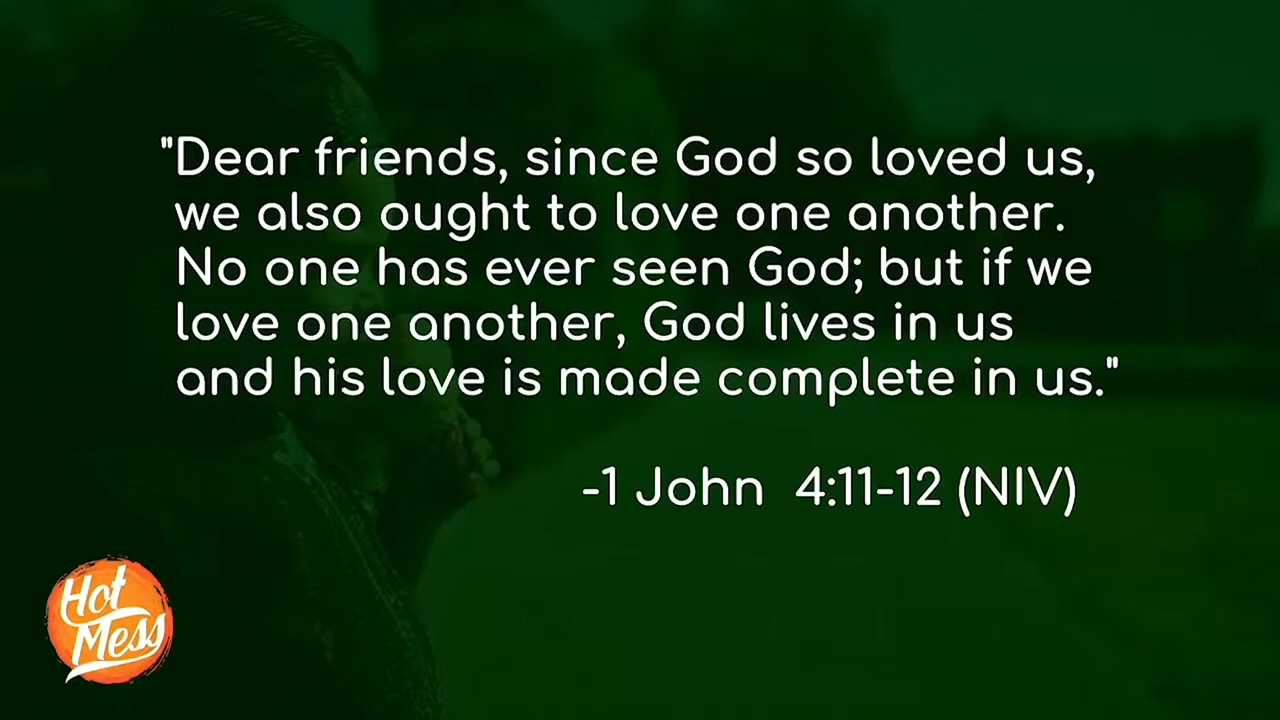 "Dear friends, since God so loved us,
we also ought to love one another.
No one has ever seen God; but if we
love one another, God lives in us
and his love is made complete in us."
-1 John 4:11-12 (NIV)
Hot
Mess